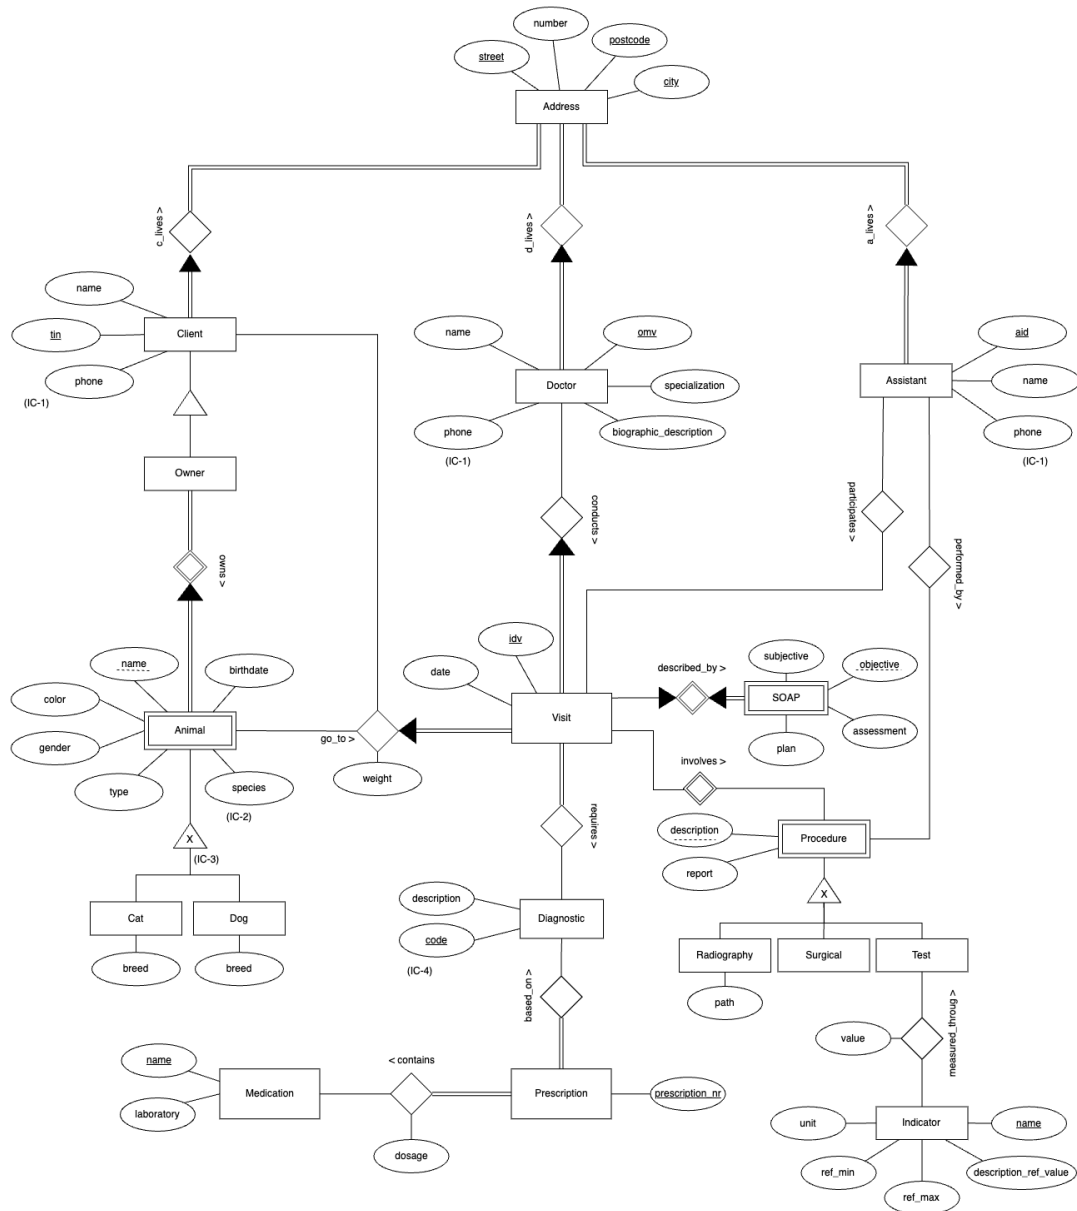 number
street
postcode
city
Address
c_lives >
d_lives >
a_lives >
name
tin
phone
(IC-1)
Client
name
omv
Doctor
specialization
phone
(IC-1)
biographic_description
aid
Assistant
name
phone
(IC-1)
Owner
owns >
conducts >
participates >
performed_by >
name
birthdate
color
gender
Animal
type
species
(IC-2)
go_to >
weight
date
idv
Visit
described_by >
subjective
objective
SOAP
assessment
plan
involves >
description
Procedure
report
requires >
X
(IC-3)
Cat
Dog
breed
breed
description
code
(IC-4)
Diagnostic
X
Radiography
Surgical
Test
path
based_on >
value
measured_throug >
name
laboratory
Medication
< contains
dosage
Prescription
prescription_nr
unit
Indicator
name
ref_min
ref_max
description_ref_value